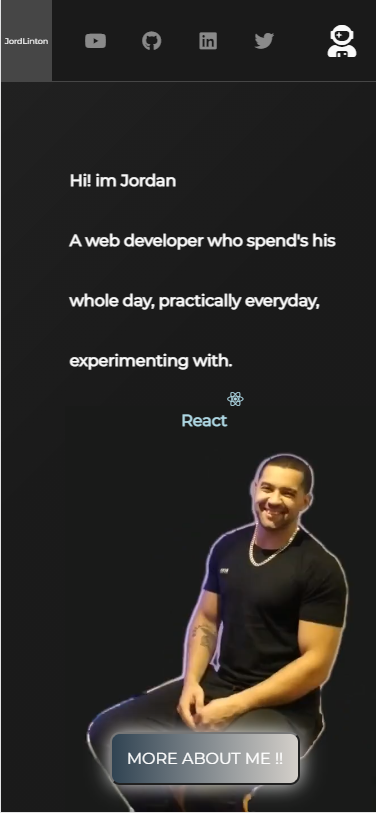 JordLinton
Hi! im Jordan
A web developer who spend's his
whole day, practically everyday,
experimenting with.
React
MORE ABOUT ME !!